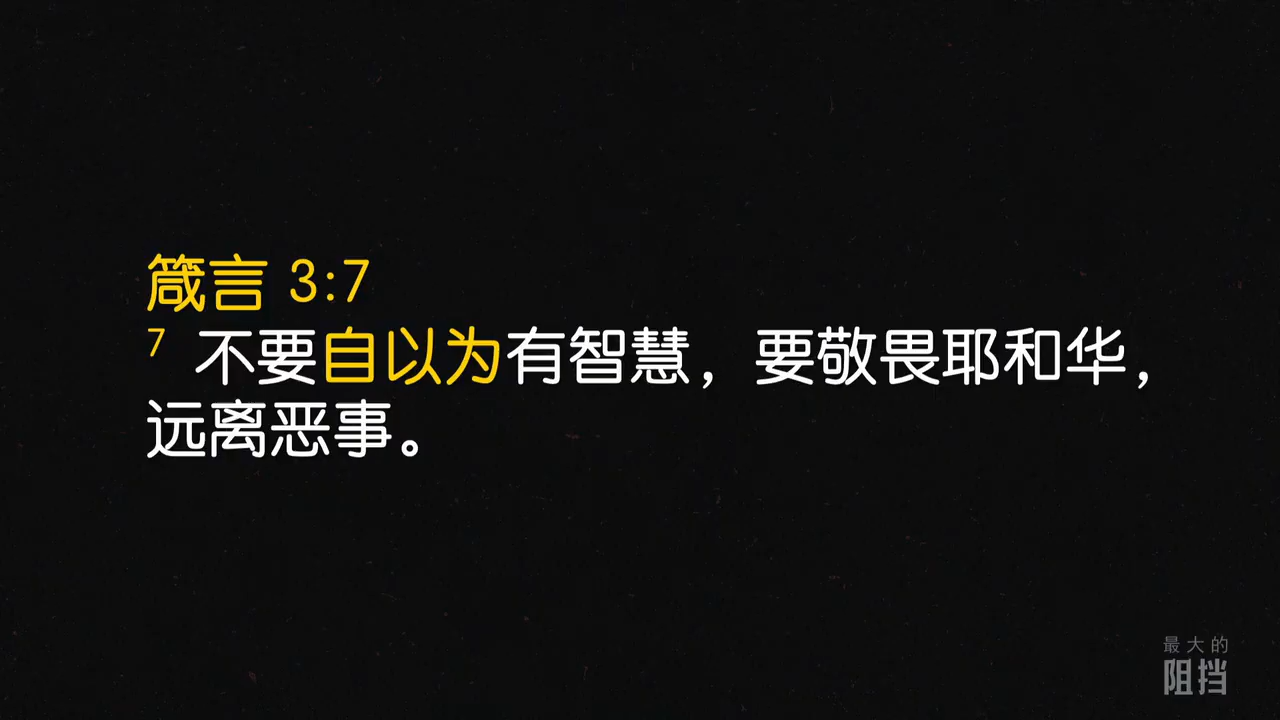 箴言 3:7
7 不要自以为有智慧，要敬畏耶和华，
远离恶事。
最大的
阻挡